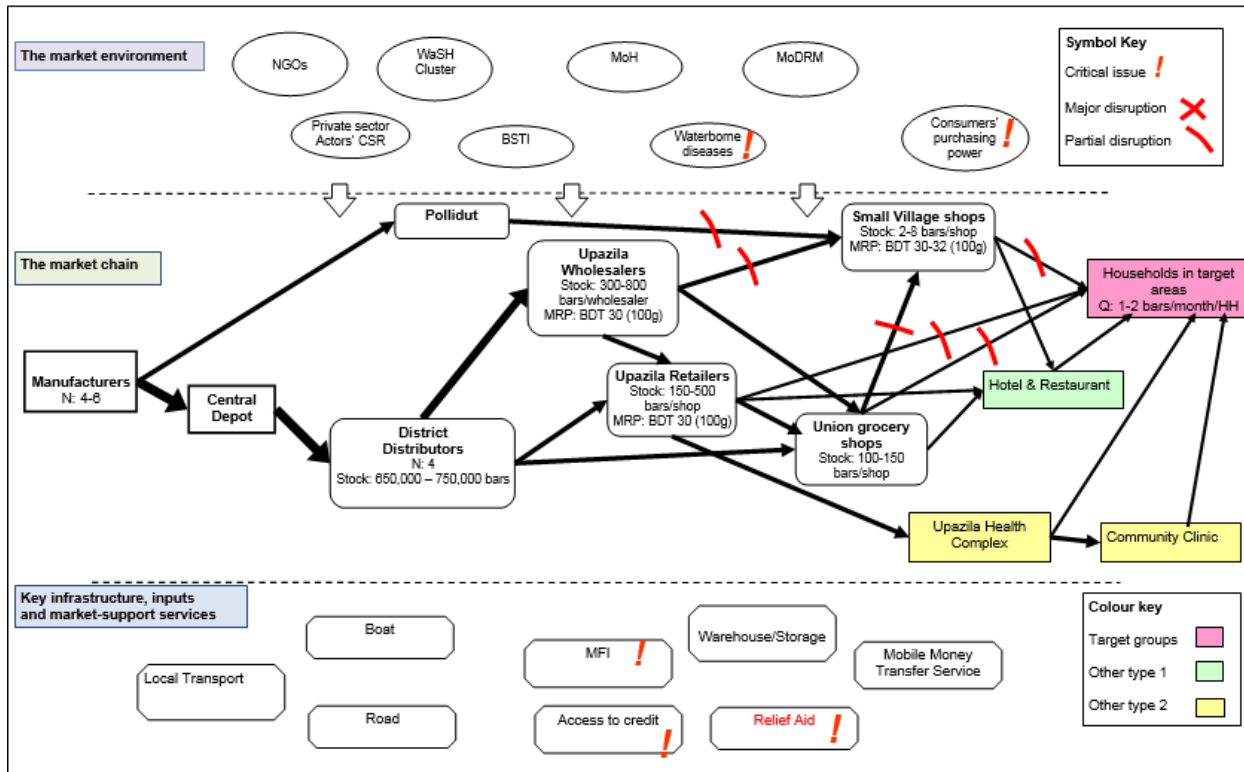 The market environment
NGOs
WaSH
Cluster
MoH
MoDRM
Symbol Key
Critical issue
Major disruption
Partial disruption
Private sector
Actors' CSR
BSTI
Waterborne
diseases
Consumers'
purchasing
power
The market chain
Pollidut
Small Village shops
Stock: 2-8 bars/shop
MRP: BDT 30-32 (100g)
Upazila
Wholesalers
Stock: 300-800
bars/wholesaler
MRP: BDT 30 (100g)
Households in target
areas
Q: 1-2 bars/month/HH
Manufacturers
N: 4-6
Central
Depot
Upazila Retailers
Stock: 150-500
bars/shop
MRP: BDT 30 (100g)
Hotel & Restaurant
District
Distributors
N: 4
Stock: 650,000 – 750,000 bars
Union grocery
shops
Stock: 100-150
bars/shop
Upazila Health
Complex
Community Clinic
Key infrastructure, inputs
and market-support services
Boat
MFI
Warehouse/Storage
Mobile Money
Transfer Service
Local Transport
Road
Access to credit
Relief Aid
Colour key
Target groups
Other type 1
Other type 2